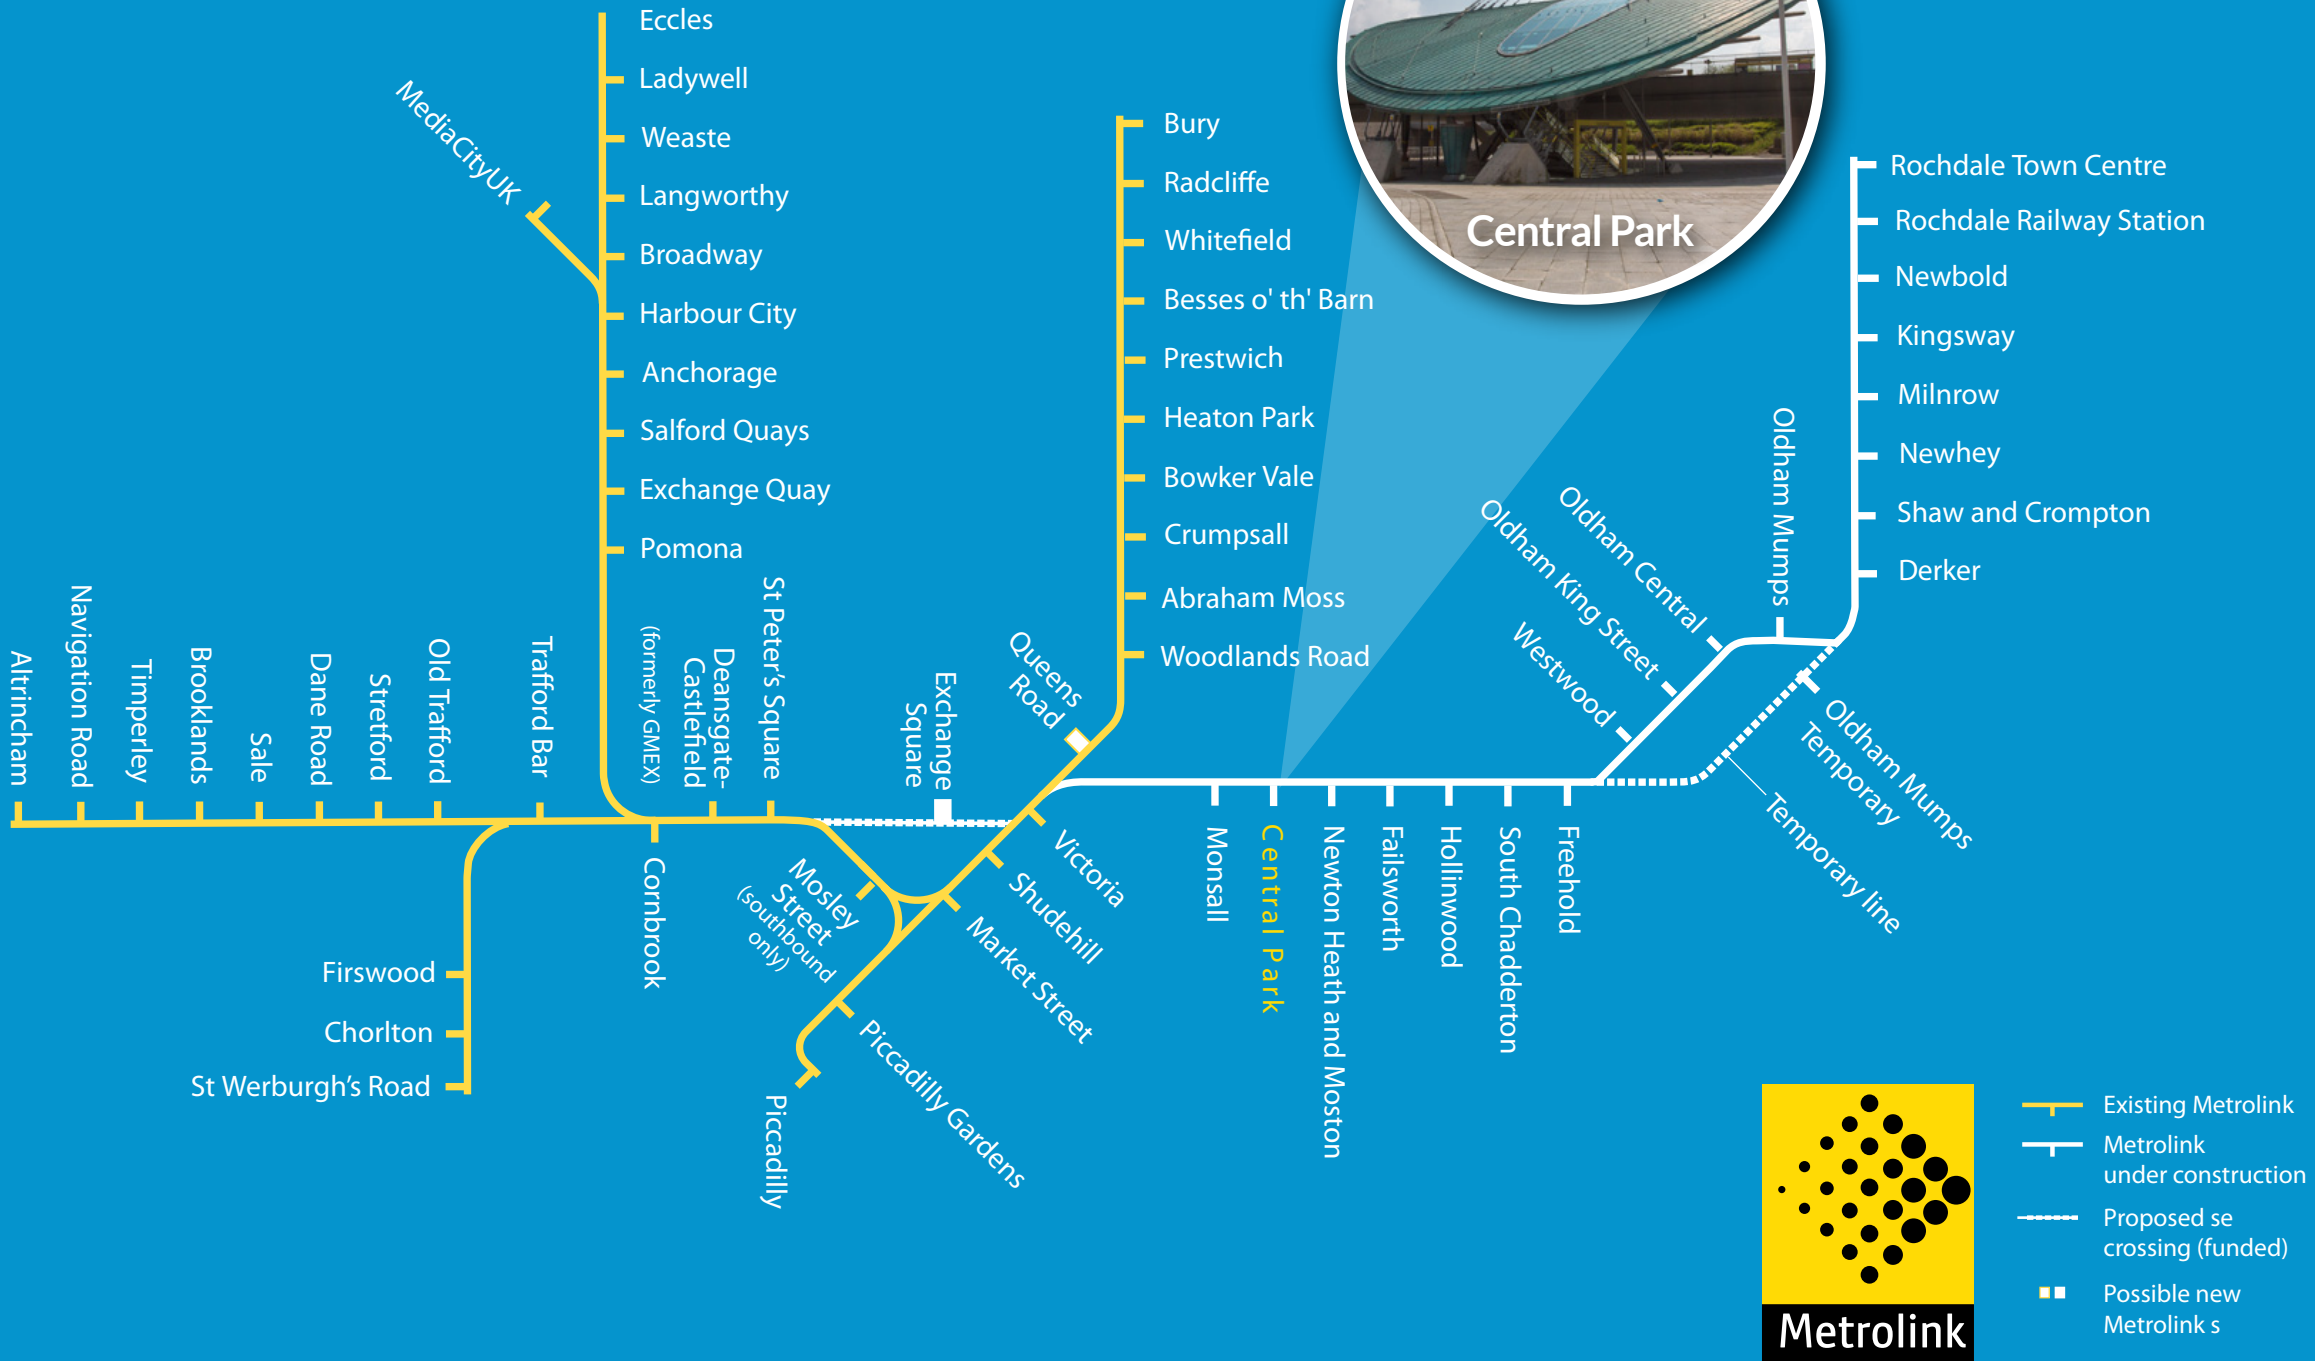 Eccles
Ladywell
Weaste
Langworthy
Broadway
Harbour City
Anchorage
Salford Quays
Exchange Quay
Pomona
MediaCityUK
Bury
Radcliffe
Whitefield
Besses o' th' Barn
Prestwich
Heaton Park
Bowker Vale
Crumpsall
Abraham Moss
Woodlands Road
Central Park
Rochdale Town Centre
Rochdale Railway Station
Newbold
Kingsway
Milnrow
Newhey
Shaw and Crompton
Derker
Oldham Mumps
Oldham Central
Oldham King Street
Westwood
Oldham Mumps
Temporary
Temporary line
Altrincham
Navigation Road
Timperley
Brooklands
Sale
Dane Road
Stretford
Old Trafford
Trafford Bar
(formerly GMEX)
Deansgate-
Castlefield
St Peter's Square
Exchange
Square
Queens
Road
Cornbrook
Mosley
Street
(southbound
only)
Victoria
Shudehill
Market Street
Piccadilly Gardens
Piccadilly
Monsall
Central Park
Newton Heath and Moston
Failsworth
Hollinwood
South Chadderton
Freehold
Firswood
Chorlton
St Werburgh's Road
Metrolink
Existing Metrolink
Metrolink
under construction
Proposed se
crossing (funded)
Possible new
Metrolink s